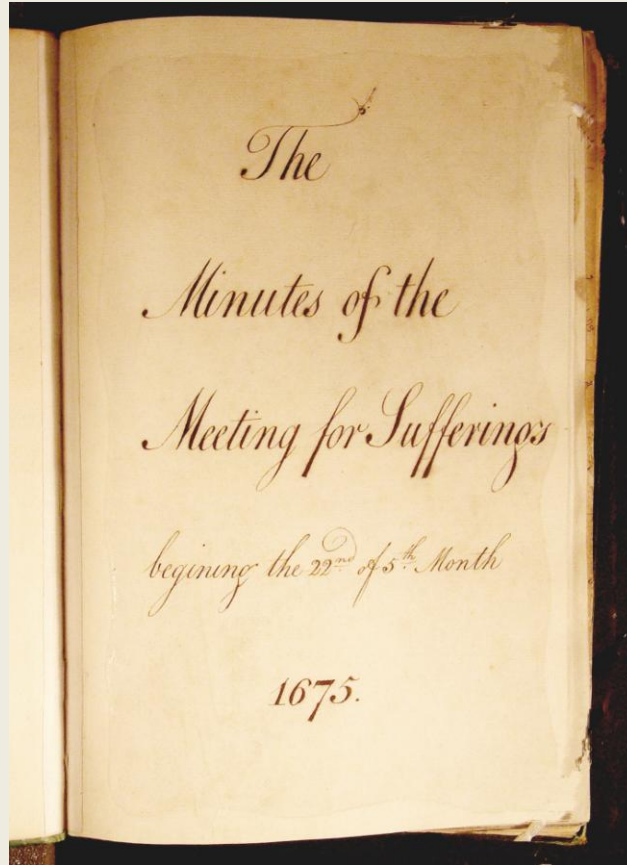 The
Minutes of the
Meeting for Sufferings
begining the 22nd of 5th Month
1675.